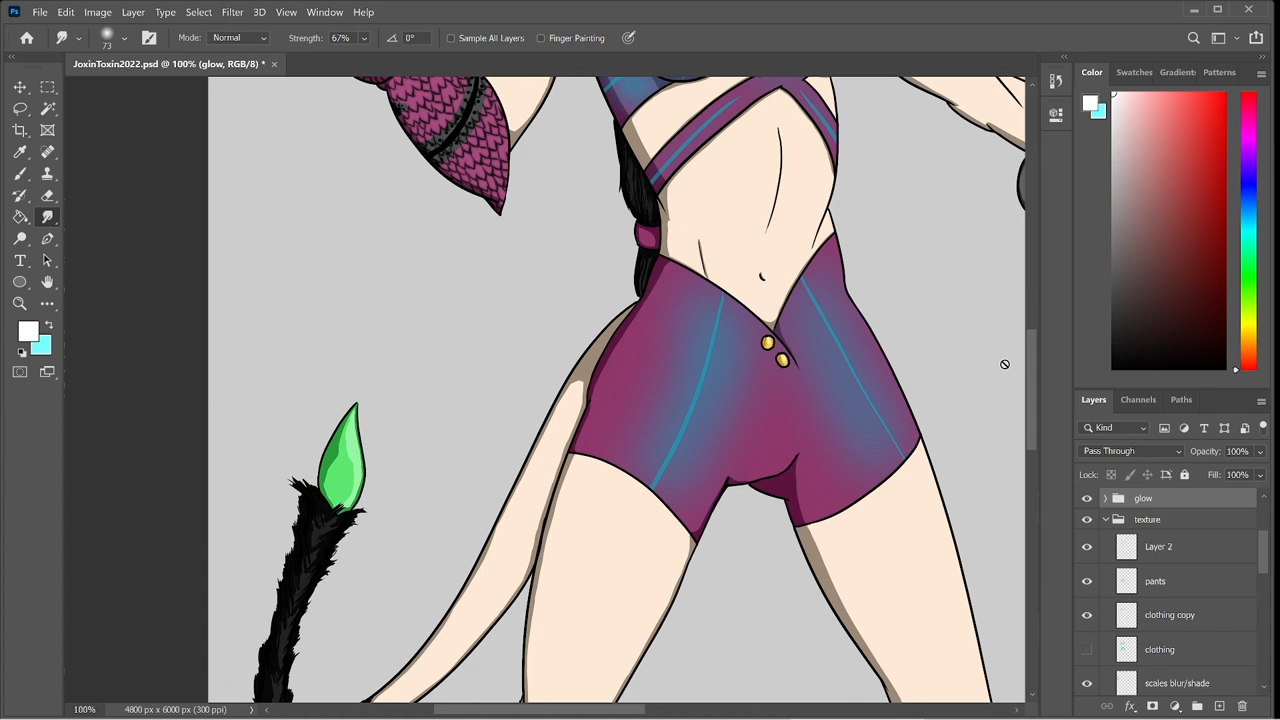 Ps File Edit Image Layer Type Select Filter 3D View Window Help
73 Mode: Normal Strength: 67% 0° Sample All Layers Finger Painting
JoxinToxin2022.psd @ 100% (glow, RGB/8) * ×
Color Swatches Gradients Patterns
Layers Channels Paths
Kind
Pass Through Opacity: 100%
Lock: Fill: 100%
glow
texture
Layer 2
pants
clothing copy
clothing
scales blur/shade
100% 4800 px x 6000 px (300 ppi)